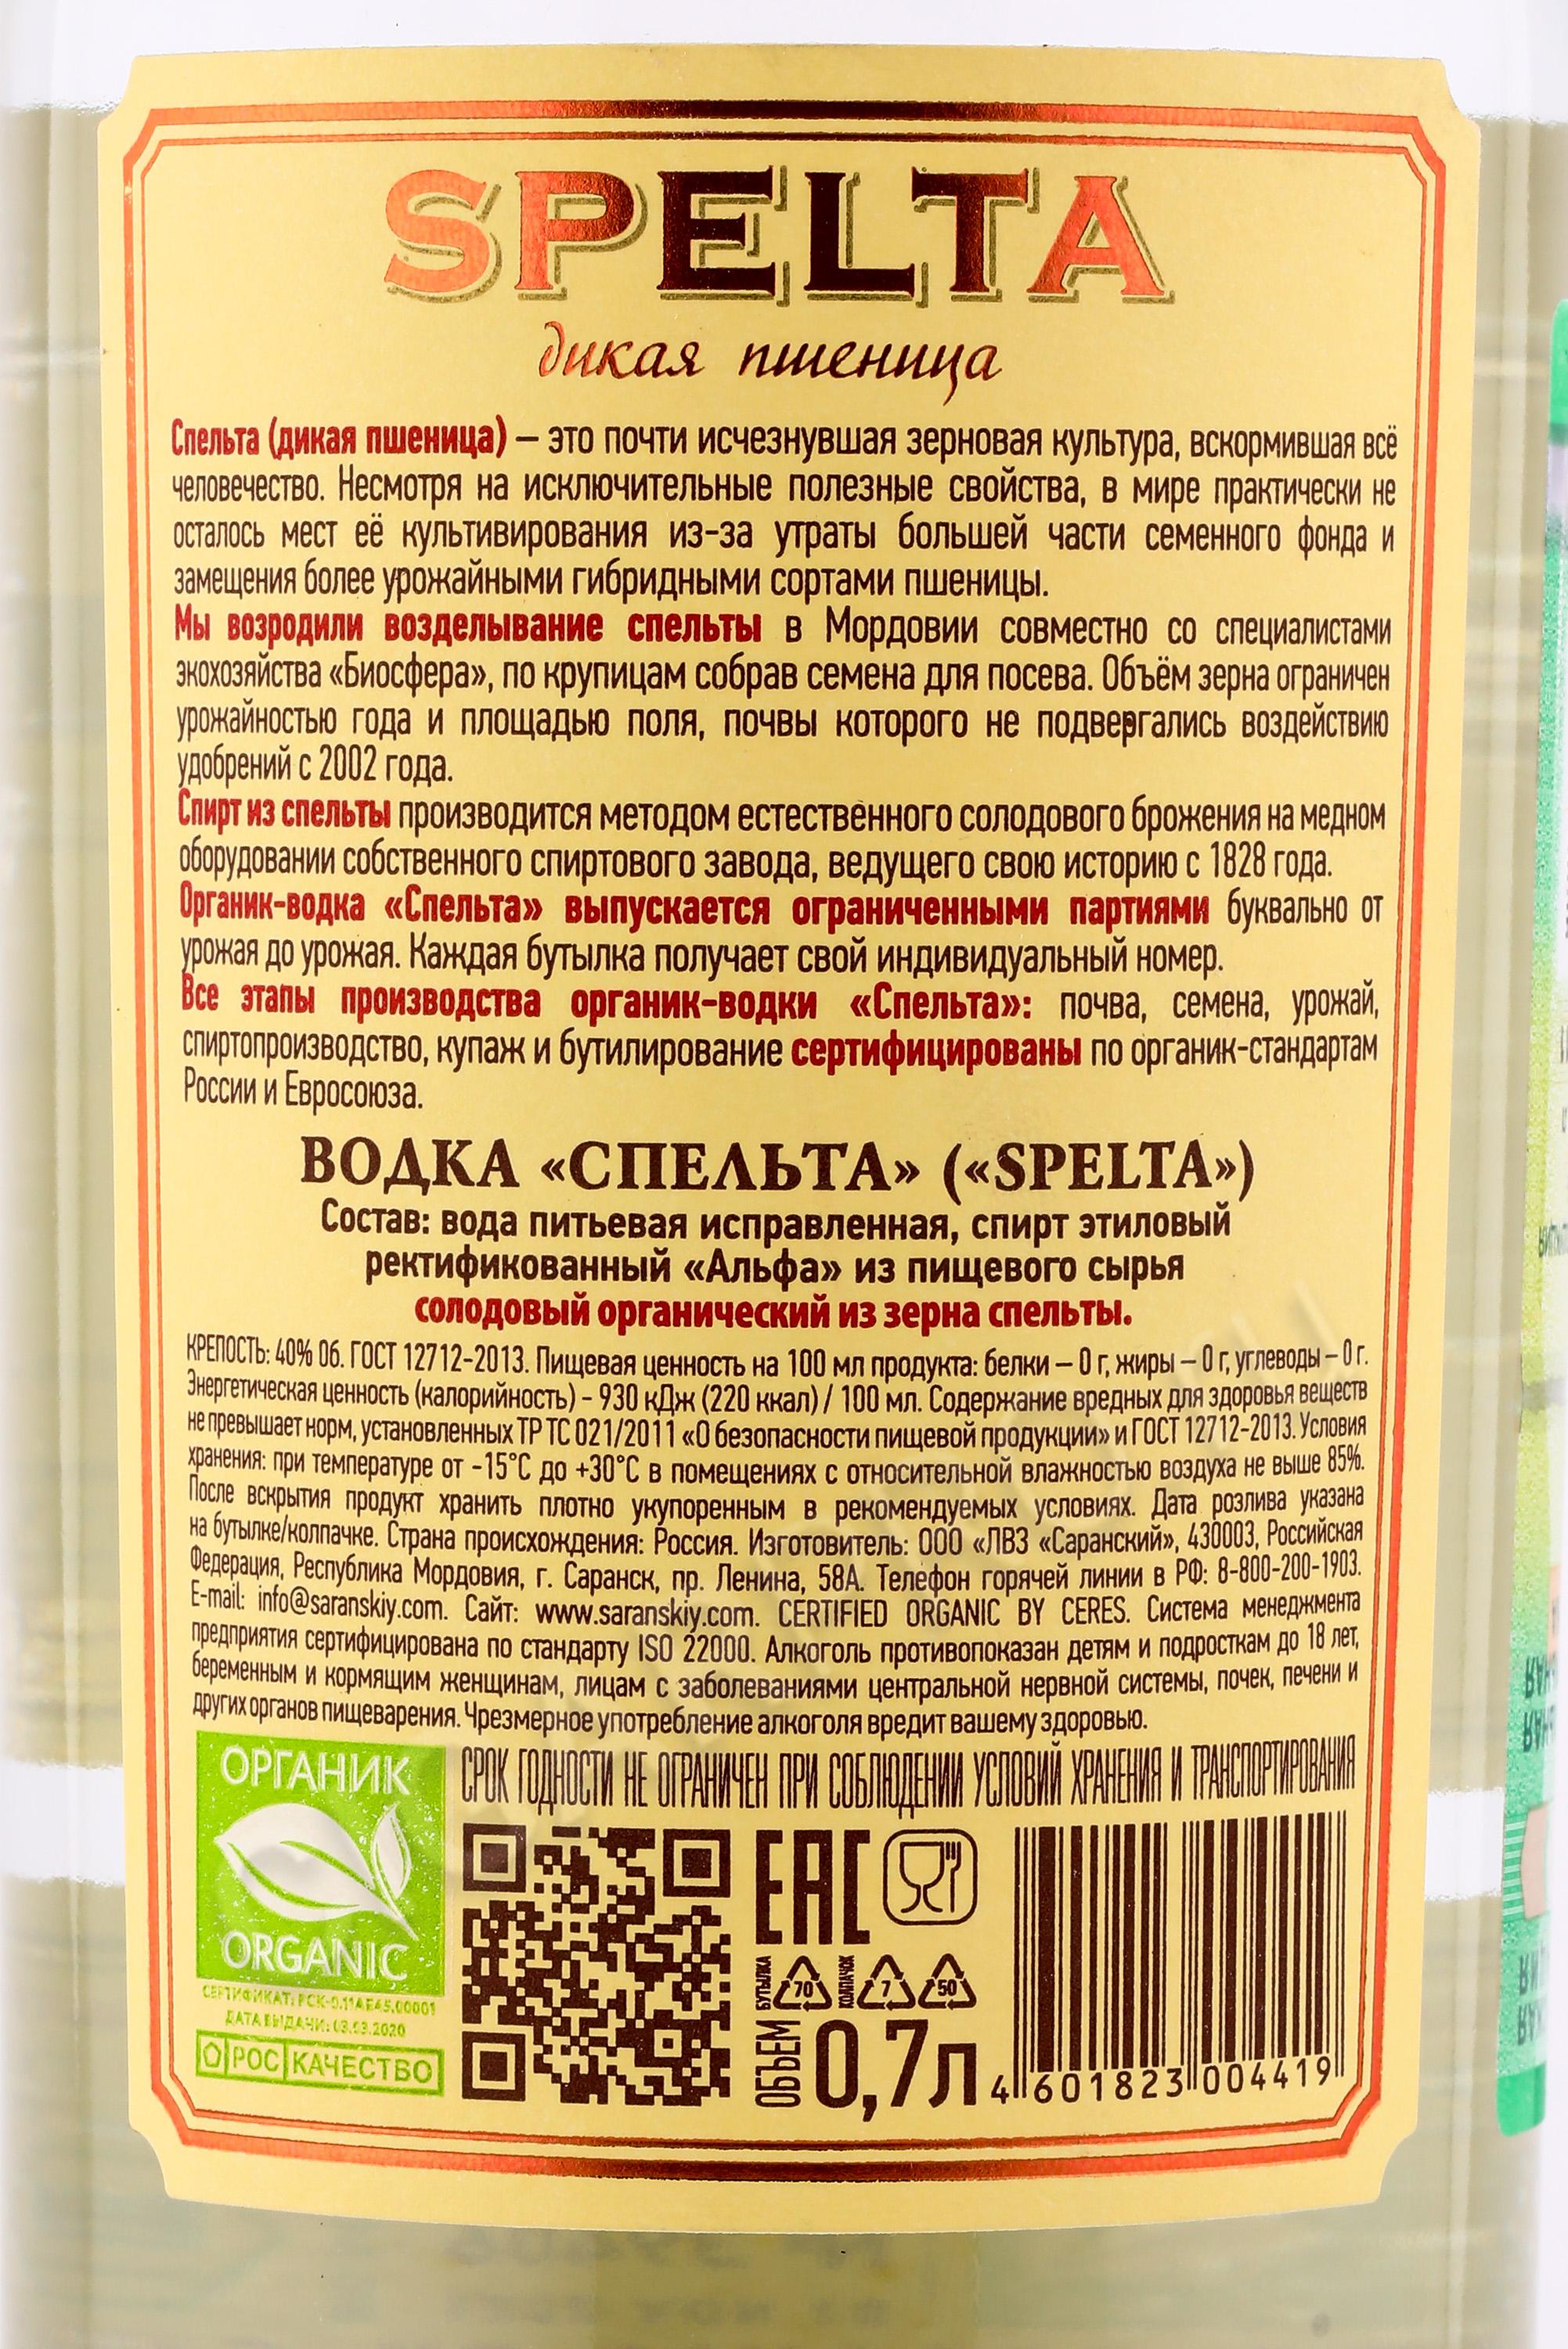 SPELTA
дикая пшеница
Спельта (дикая пшеница) – это почти исчезнувшая зерновая культура, вскормившая всё
человечество. Несмотря на исключительные полезные свойства, в мире практически не
осталось мест её культивирования из-за утраты большей части семенного фонда и
замещения более урожайными гибридными сортами пшеницы.
Мы возродили возделывание спельты в Мордовии совместно со специалистами
экохозяйства «Биосфера», по крупицам собрав семена для посева. Объём зерна ограничен
урожайностью года и площадью поля, почвы которого не подвергались воздействию
удобрений с 2002 года.
Спирт из спельты производится методом естественного солодового брожения на медном
оборудовании собственного спиртового завода, ведущего свою историю с 1828 года.
Органик-водка «Спельта» выпускается ограниченными партиями буквально от
урожая до урожая. Каждая бутылка получает свой индивидуальный номер.
Все этапы производства органик-водки «Спельта»: почва, семена, урожай,
спиртопроизводство, купаж и бутилирование сертифицированы по органик-стандартам
России и Евросоюза.
ВОДКА «СПЕЛЬТА» («SPELTA»)
Состав: вода питьевая исправленная, спирт этиловый
ректификованный «Альфа» из пищевого сырья
солодовый органический из зерна спельты.
КРЕПОСТЬ: 40% Об. ГОСТ 12712-2013. Пищевая ценность на 100 мл продукта: белки – 0 г, жиры – 0 г, углеводы – 0 г.
Энергетическая ценность (калорийность) - 930 кДж (220 ккал) / 100 мл. Содержание вредных для здоровья веществ
не превышает норм, установленных ТР ТС 021/2011 «О безопасности пищевой продукции» и ГОСТ 12712-2013. Условия
хранения: при температуре от -15°С до +30°С в помещениях с относительной влажностью воздуха не выше 85%.
После вскрытия продукт хранить плотно укупоренным в рекомендуемых условиях. Дата розлива указана
на бутылке/колпачке. Страна происхождения: Россия. Изготовитель: ООО «ЛВЗ «Саранский», 430003, Российская
Федерация, Республика Мордовия, г. Саранск, пр. Ленина, 58А. Телефон горячей линии в РФ: 8-800-200-1903.
E-mail: info@saranskiy.com. Сайт: www.saranskiy.com. CERTIFIED ORGANIC BY CERES. Система менеджмента
предприятия сертифицирована по стандарту ISO 22000. Алкоголь противопоказан детям и подросткам до 18 лет,
беременным и кормящим женщинам, лицам с заболеваниями центральной нервной системы, почек, печени и
других органов пищеварения. Чрезмерное употребление алкоголя вредит вашему здоровью.
СРОК ГОДНОСТИ НЕ ОГРАНИЧЕН ПРИ СОБЛЮДЕНИИ УСЛОВИЙ ХРАНЕНИЯ И ТРАНСПОРТИРОВАНИЯ
ОРГАНИК
ORGANIC
СЕРТИФИКАТ: РСК-0.114Е45.00001
ДАТА ВЫДАЧИ: 03.03.2020
РОС КАЧЕСТВО
EAC
БУТЫЛКА 70 КОЛПАЧОК 7 50
ОБЪЕМ 0,7л
4 601823 004419